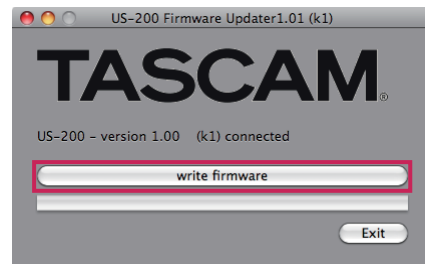 US-200 Firmware Updater1.01 (k1)
TASCAM®
US-200 - version 1.00 (k1) connected
write firmware
Exit